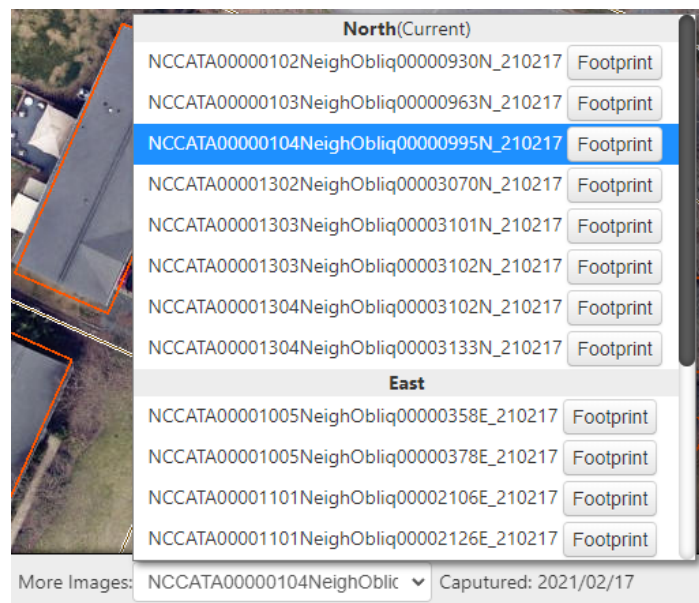 North(Current)
NCCATA00000102NeighObliq00000930N_210217 Footprint
NCCATA00000103NeighObliq00000963N_210217 Footprint
NCCATA00000104NeighObliq00000995N_210217 Footprint
NCCATA00001302NeighObliq00003070N_210217 Footprint
NCCATA00001303NeighObliq00003101N_210217 Footprint
NCCATA00001303NeighObliq00003102N_210217 Footprint
NCCATA00001304NeighObliq00003102N_210217 Footprint
NCCATA00001304NeighObliq00003133N_210217 Footprint
East
NCCATA00001005NeighObliq00000358E_210217 Footprint
NCCATA00001005NeighObliq00000378E_210217 Footprint
NCCATA00001101NeighObliq00002106E_210217 Footprint
NCCATA00001101NeighObliq00002126E_210217 Footprint
More Images: NCCATA00000104NeighOblic Caputured: 2021/02/17